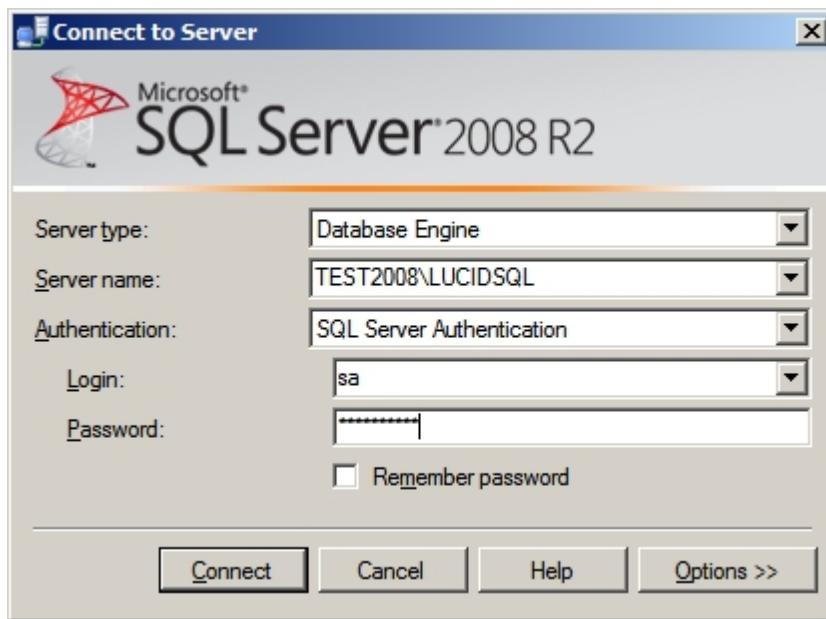 Connect to Server
Microsoft®
SQL Server® 2008 R2
™
Server type: Database Engine
Server name: TEST2008\LUCIDSQL
Authentication: SQL Server Authentication
Login: sa
Password: **********
Remember password
Connect Cancel Help Options >>